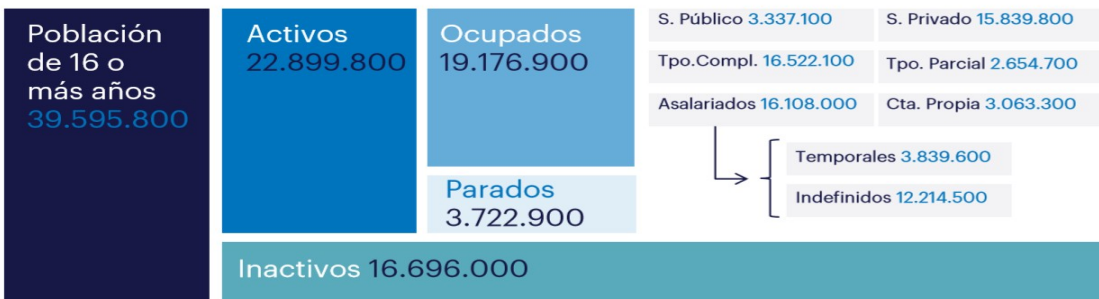 Población
de 16 o
más años
39.595.800
Activos
22.899.800
Ocupados
19.176.900
Parados
3.722.900
Inactivos 16.696.000
S. Público 3.337.100
S. Privado 15.839.800
Tpo.Compl. 16.522.100
Tpo. Parcial 2.654.700
Asalariados 16.108.000
Cta. Propia 3.063.300
Temporales 3.839.600
Indefinidos 12.214.500